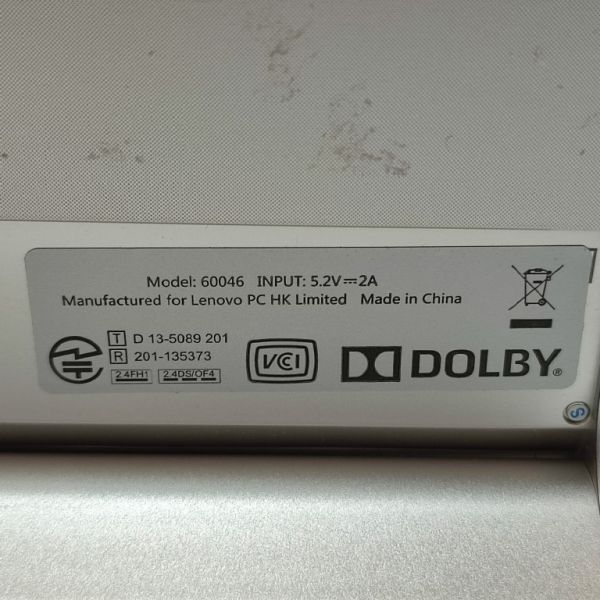 Model: 60046 INPUT: 5.2V⎓2A
Manufactured for Lenovo PC HK Limited Made in China
T D 13-5089 201
R 201-135373
2.4FH1 2.4DS/OF4
VCI
DOLBY®
S